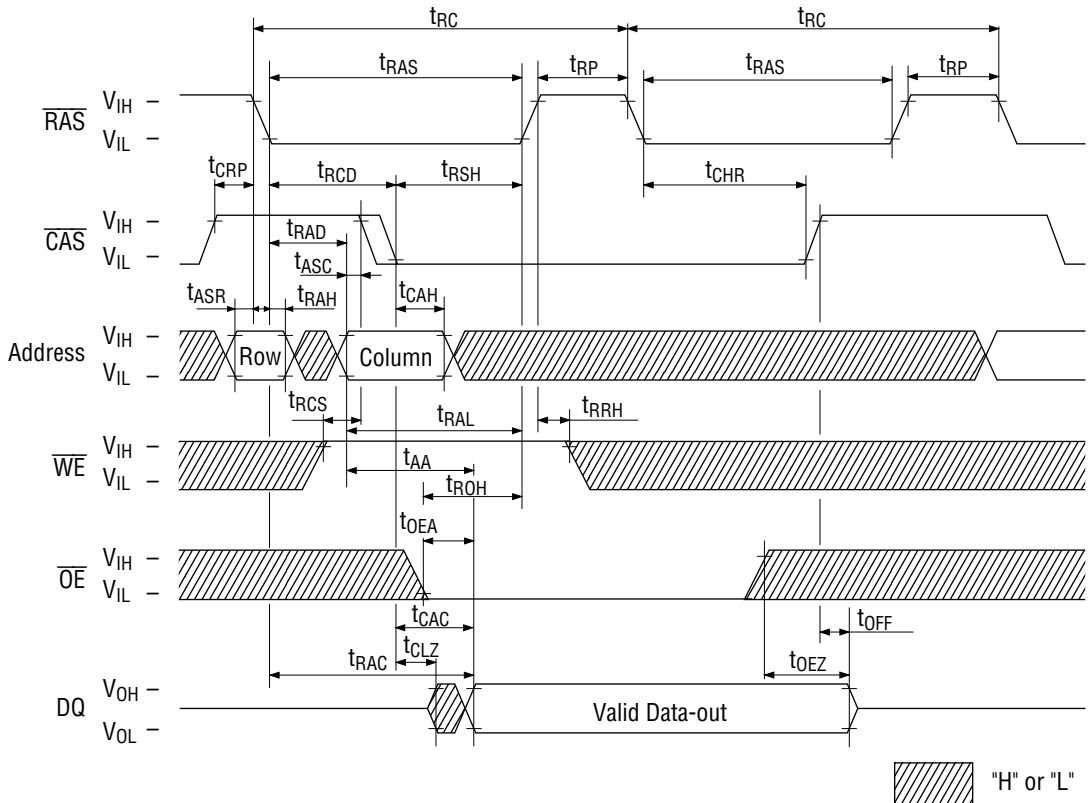 tRC tRC
tRAS tRP tRAS tRP
RAS VIH
VIL
tCRP tRCD tRSH tCHR
CAS VIH
VIL
tRAD
tASC
tASR tRAH tCAH
Address VIH
VIL
Row Column
tRCS tRAL tRRH
WE VIH
VIL
tAA
tROH
tOEA
OE VIH
VIL
tCAC tOFF
tRAC tCLZ tOEZ
DQ VOH
VOL
Valid Data-out
"H" or "L"